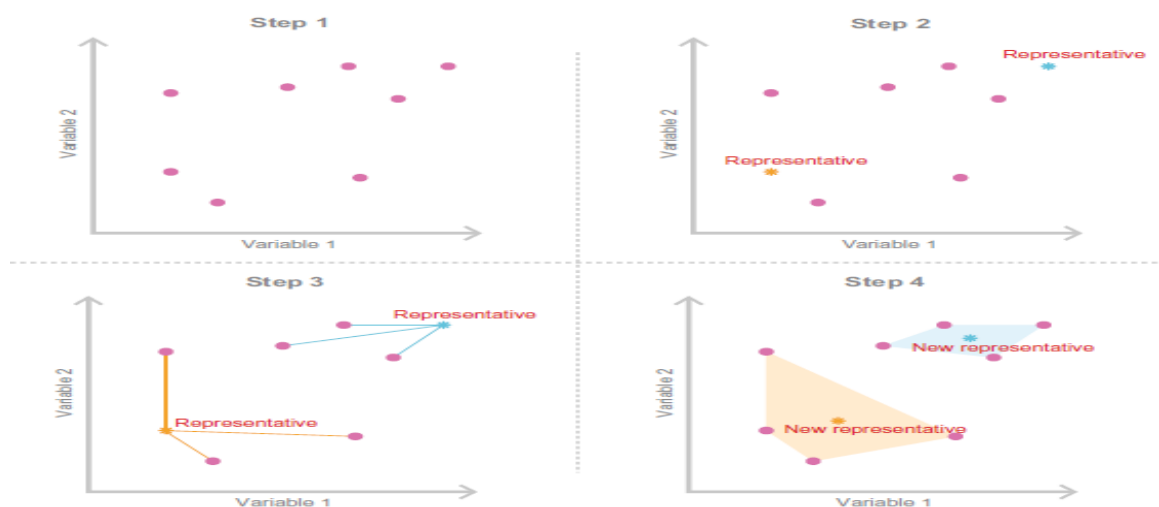 Step 1
Variable 2
Variable 1
Step 2
Representative
Representative
Variable 2
Variable 1
Step 3
Representative
Representative
Variable 2
Variable 1
Step 4
New representative
New representative
Variable 2
Variable 1